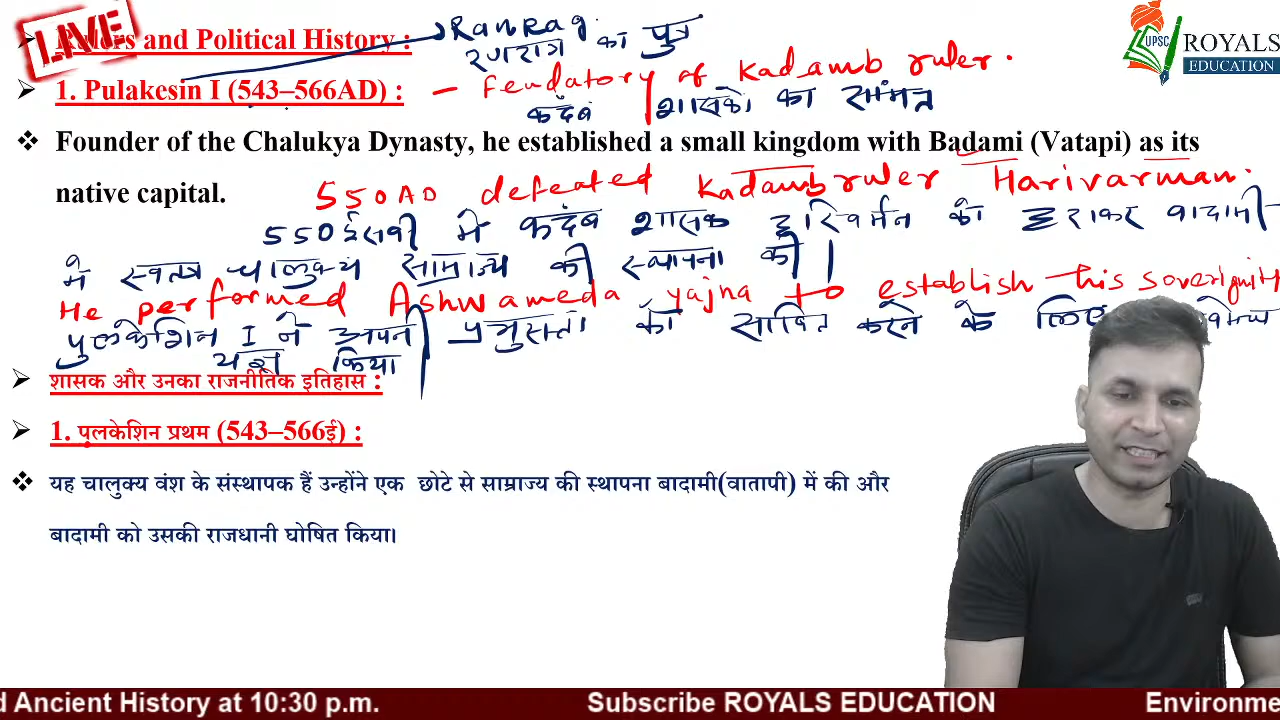 LIVE
Rulers and Political History :
RanRag
रणराग का पुत्र
UPSC
ROYALS
EDUCATION
1. Pulakesin I (543–566AD) : – Feudatory of Kadamb ruler.
कदंब शासको का सामंत
Founder of the Chalukya Dynasty, he established a small kingdom with Badami (Vatapi) as its
native capital. 550 AD defeated Kadamb ruler Harivarman.
550 ईसवी मे कदंब शासक हरिवर्मन को हराकर बादामी
मे स्वतंत्र चालुक्य साम्राज्य की स्थापना की।
He performed Ashwameda yajna to establish his soverignity
पुलकेशिन I ने अपनी प्रभुसत्ता को साबित करने के लिए
यज्ञ किया
शासक और उनका राजनीतिक इतिहास :
1. पुलकेशिन प्रथम (543–566ई) :
यह चालुक्य वंश के संस्थापक हैं उन्होंने एक छोटे से साम्राज्य की स्थापना बादामी(वातापी) में की और
बादामी को उसकी राजधानी घोषित किया।
d Ancient History at 10:30 p.m. Subscribe ROYALS EDUCATION Environme